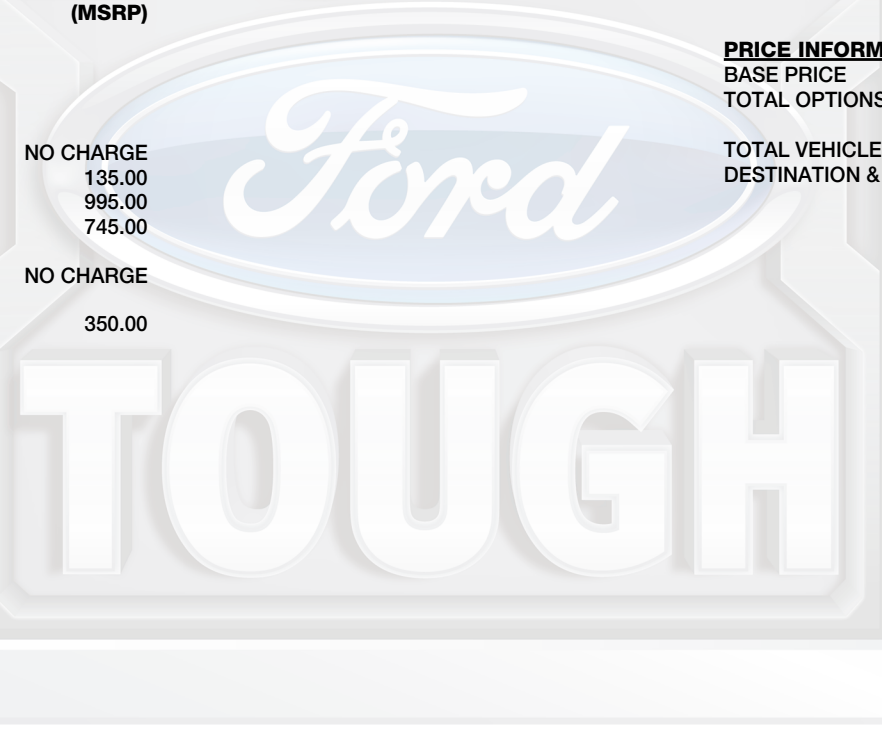 (MSRP)
NO CHARGE
135.00
995.00
745.00
NO CHARGE
350.00
PRICE INFORM
BASE PRICE
TOTAL OPTIONS
TOTAL VEHICLE
DESTINATION &
Ford
TOUGH